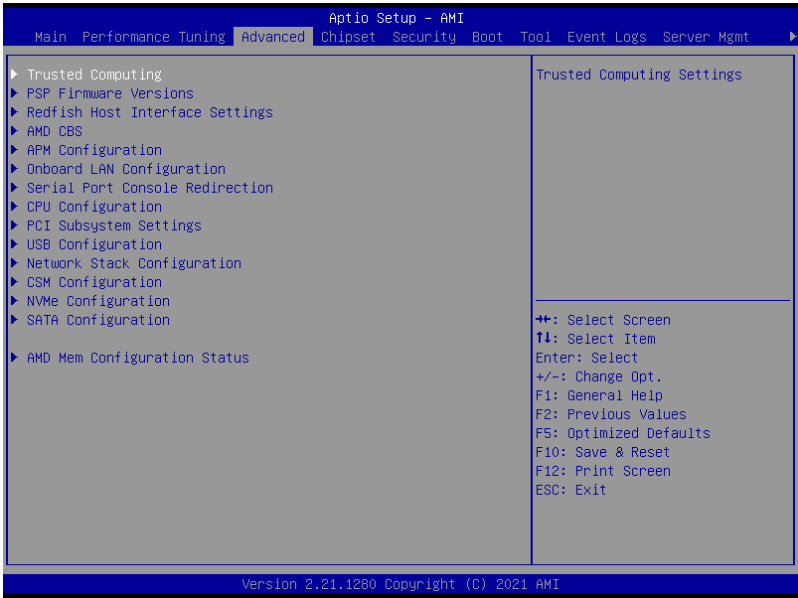 Aptio Setup – AMI
Main Performance Tuning Advanced Chipset Security Boot Tool Event Logs Server Mgmt
Trusted Computing
PSP Firmware Versions
Redfish Host Interface Settings
AMD CBS
APM Configuration
Onboard LAN Configuration
Serial Port Console Redirection
CPU Configuration
PCI Subsystem Settings
USB Configuration
Network Stack Configuration
CSM Configuration
NVMe Configuration
SATA Configuration
AMD Mem Configuration Status
Trusted Computing Settings
→←: Select Screen
↑↓: Select Item
Enter: Select
+/-: Change Opt.
F1: General Help
F2: Previous Values
F5: Optimized Defaults
F10: Save & Reset
F12: Print Screen
ESC: Exit
Version 2.21.1280 Copyright (C) 2021 AMI